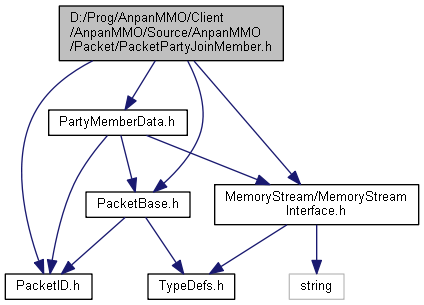 D:/Prog/AnpanMMO/Client
/AnpanMMO/Source/AnpanMMO
/Packet/PacketPartyJoinMember.h
PartyMemberData.h
PacketBase.h
MemoryStream/MemoryStream
Interface.h
PacketID.h
TypeDefs.h
string